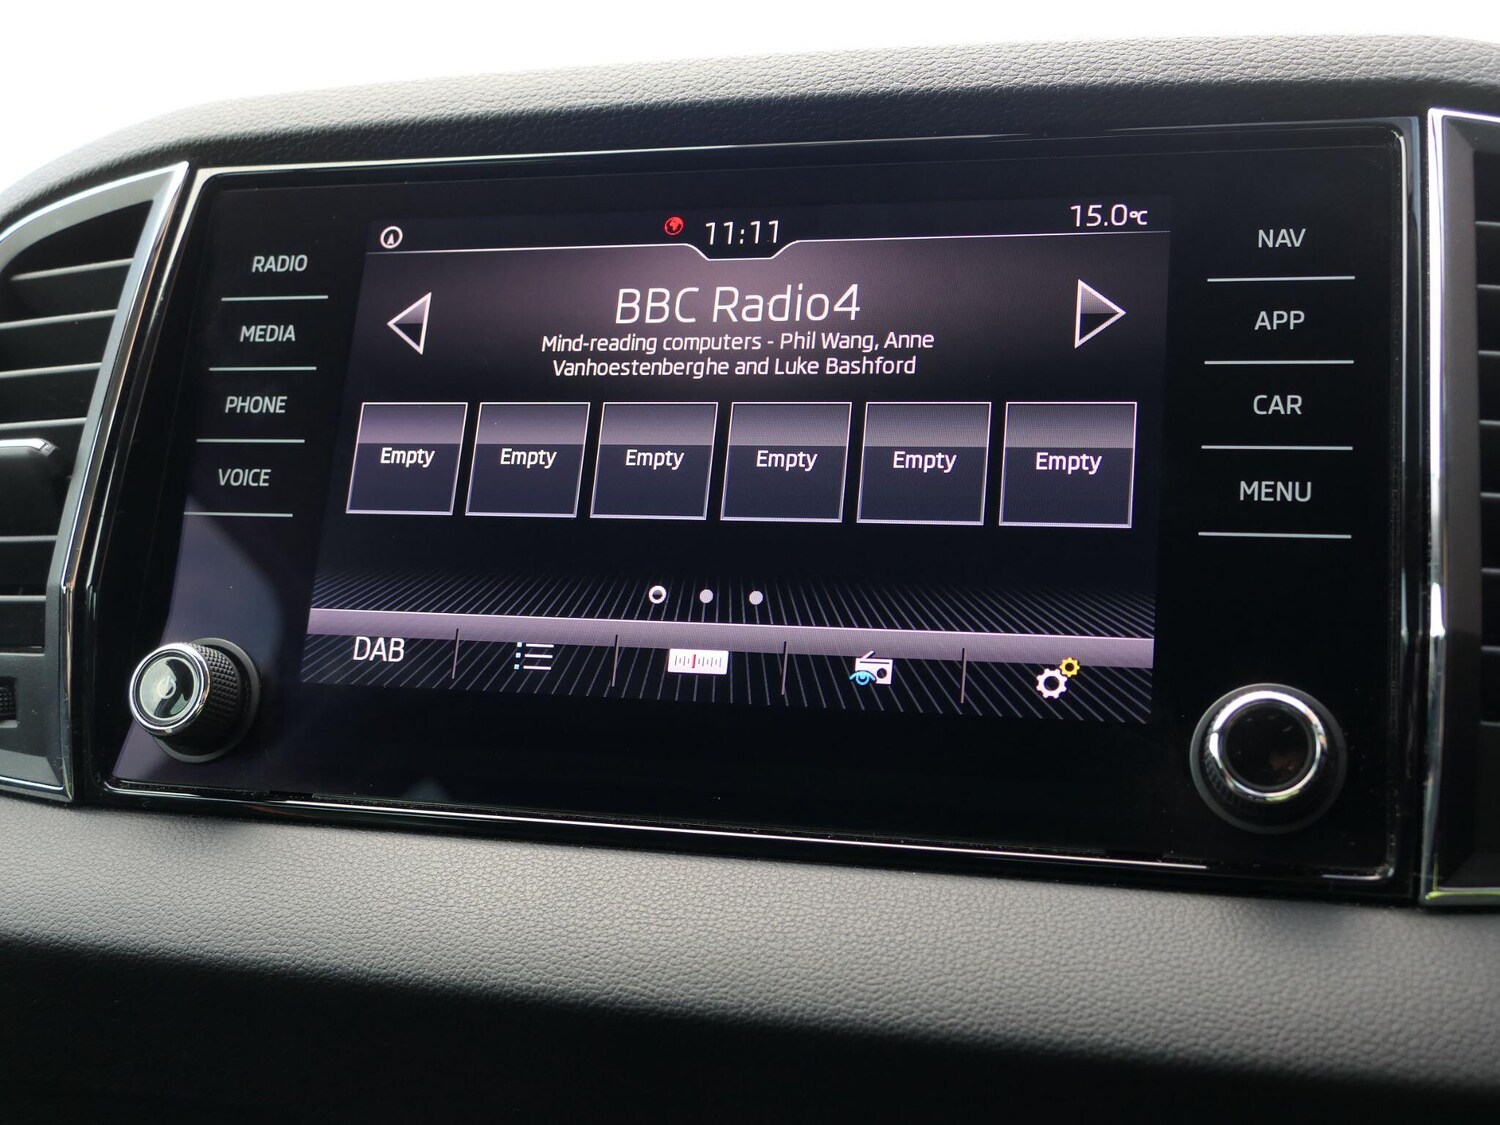 11:11
15.0°C
RADIO
MEDIA
PHONE
VOICE
BBC Radio4
Mind-reading computers - Phil Wang, Anne
Vanhoestenberghe and Luke Bashford
Empty Empty Empty Empty Empty Empty
DAB
NAV
APP
CAR
MENU